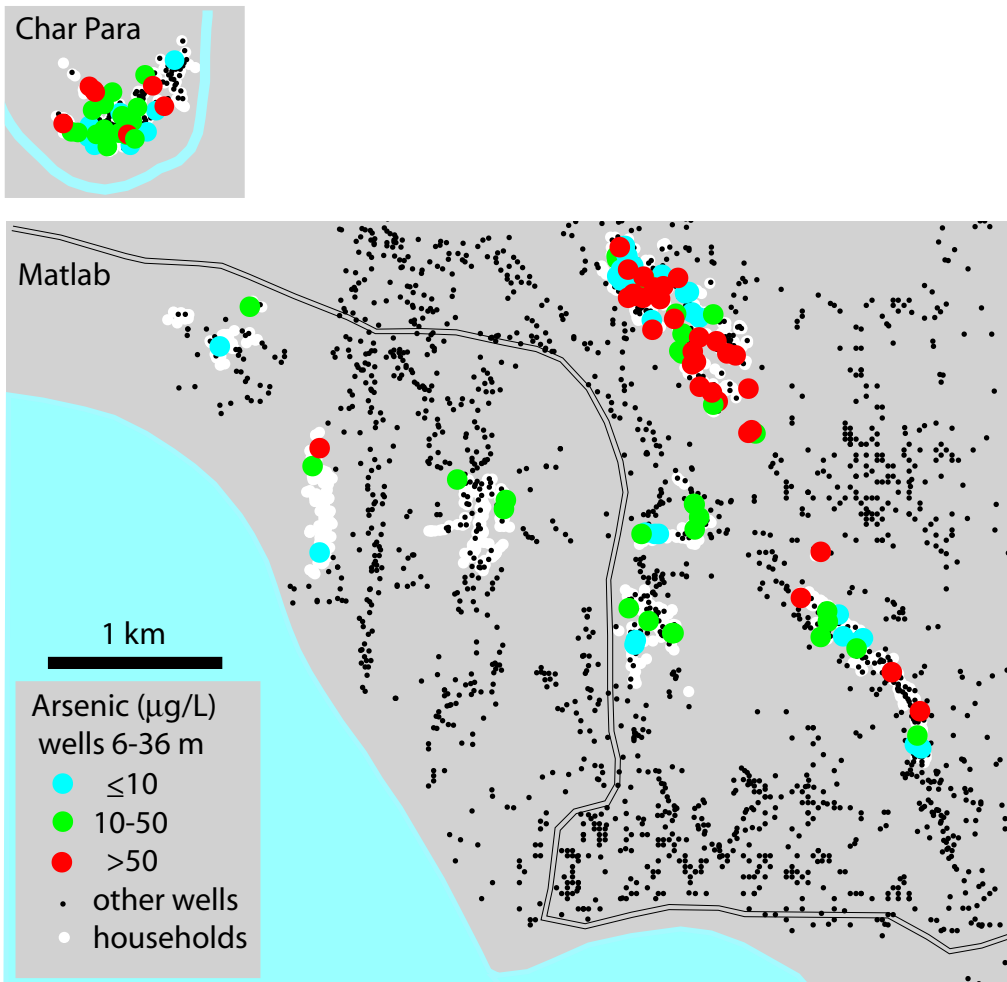 Char Para
Matlab
1 km
Arsenic (μg/L)
wells 6-36 m
≤10
10-50
>50
other wells
households